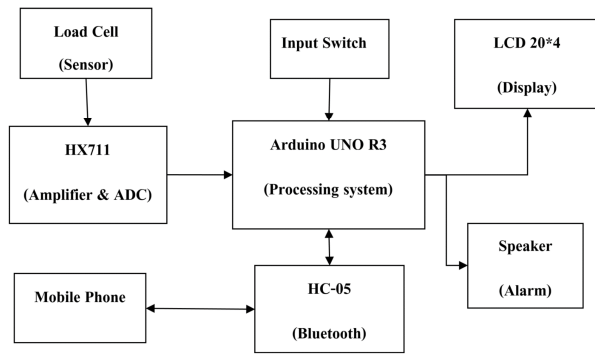 Load Cell
(Sensor)
Input Switch
LCD 20*4
(Display)
HX711
(Amplifier & ADC)
Arduino UNO R3
(Processing system)
Speaker
(Alarm)
Mobile Phone
HC-05
(Bluetooth)